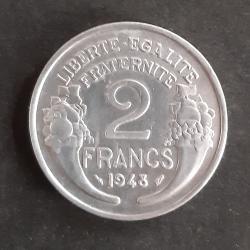 LIBERTE-EGALITE
FRATERNITE
2
FRANCS
1943